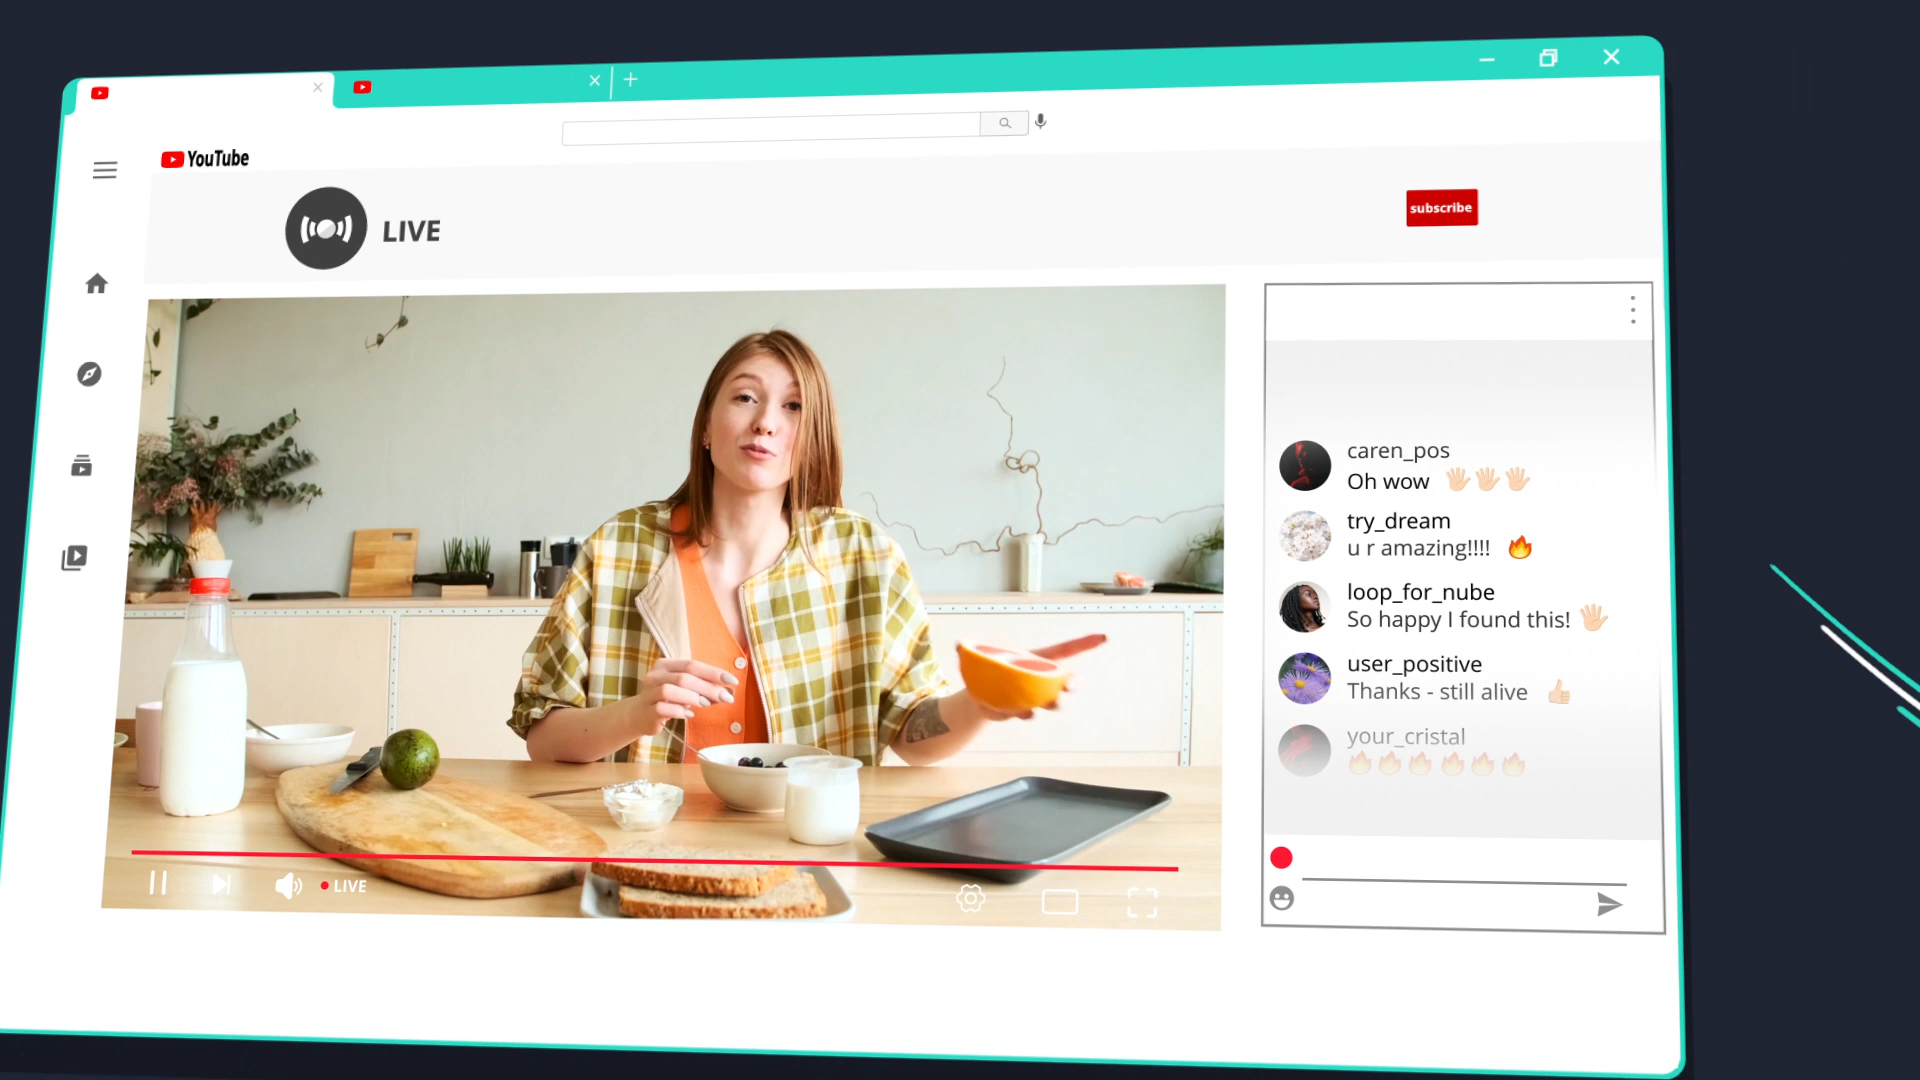 YouTube
LIVE
subscribe
caren_pos
Oh wow 🖐🏻🖐🏻🖐🏻
try_dream
u r amazing!!!! 🔥
loop_for_nube
So happy I found this! 🖐🏻
user_positive
Thanks - still alive 👍🏻
your_cristal
🔥🔥🔥🔥🔥🔥
LIVE